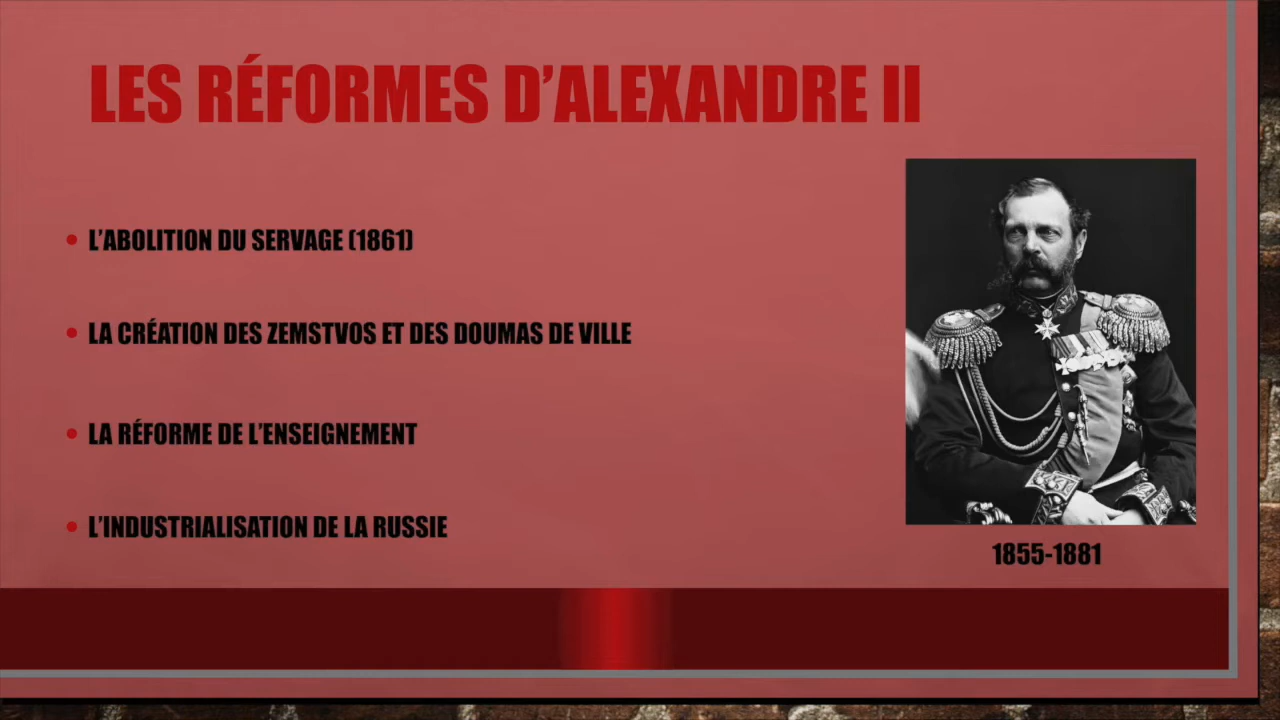 LES RÉFORMES D’ALEXANDRE II
• L’ABOLITION DU SERVAGE (1861)
• LA CRÉATION DES ZEMSTVOS ET DES DOUMAS DE VILLE
• LA RÉFORME DE L’ENSEIGNEMENT
• L’INDUSTRIALISATION DE LA RUSSIE
1855-1881